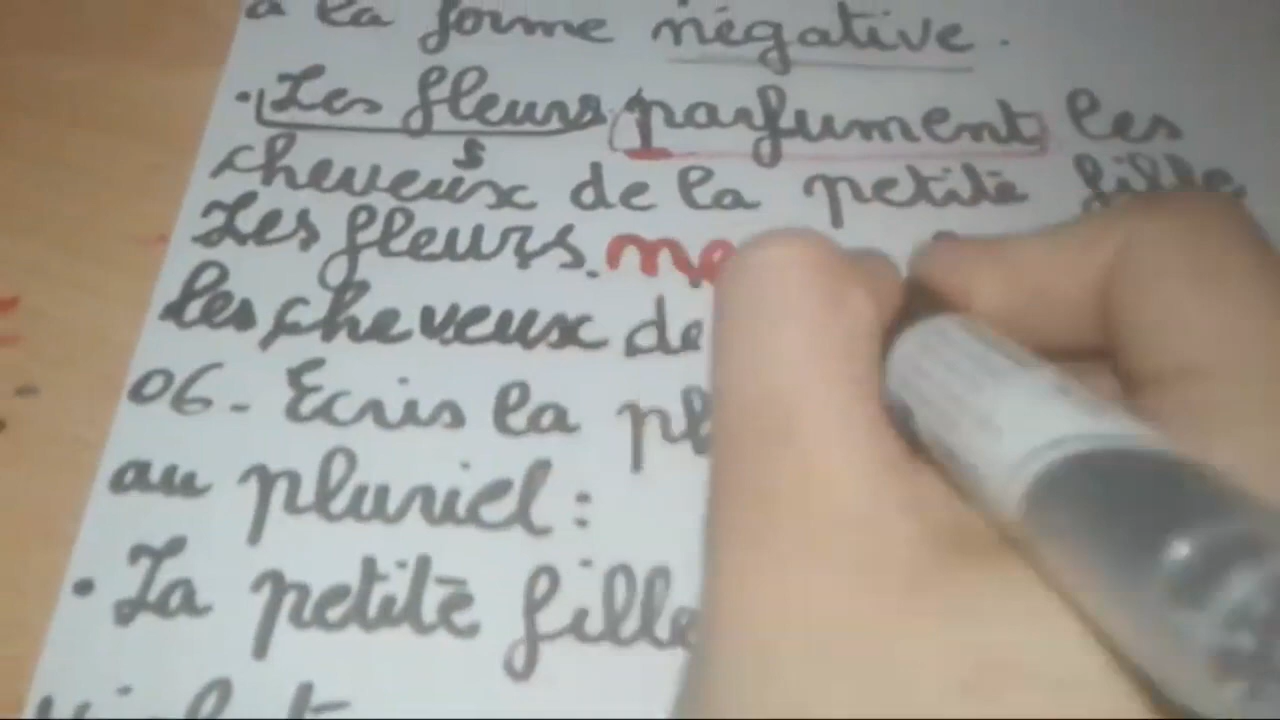 à la forme négative.
. Les fleurs parfument les
cheveux de la petite fille
Les fleurs. ne
les cheveux de
06- Ecris la
au pluriel :
. La petite fille